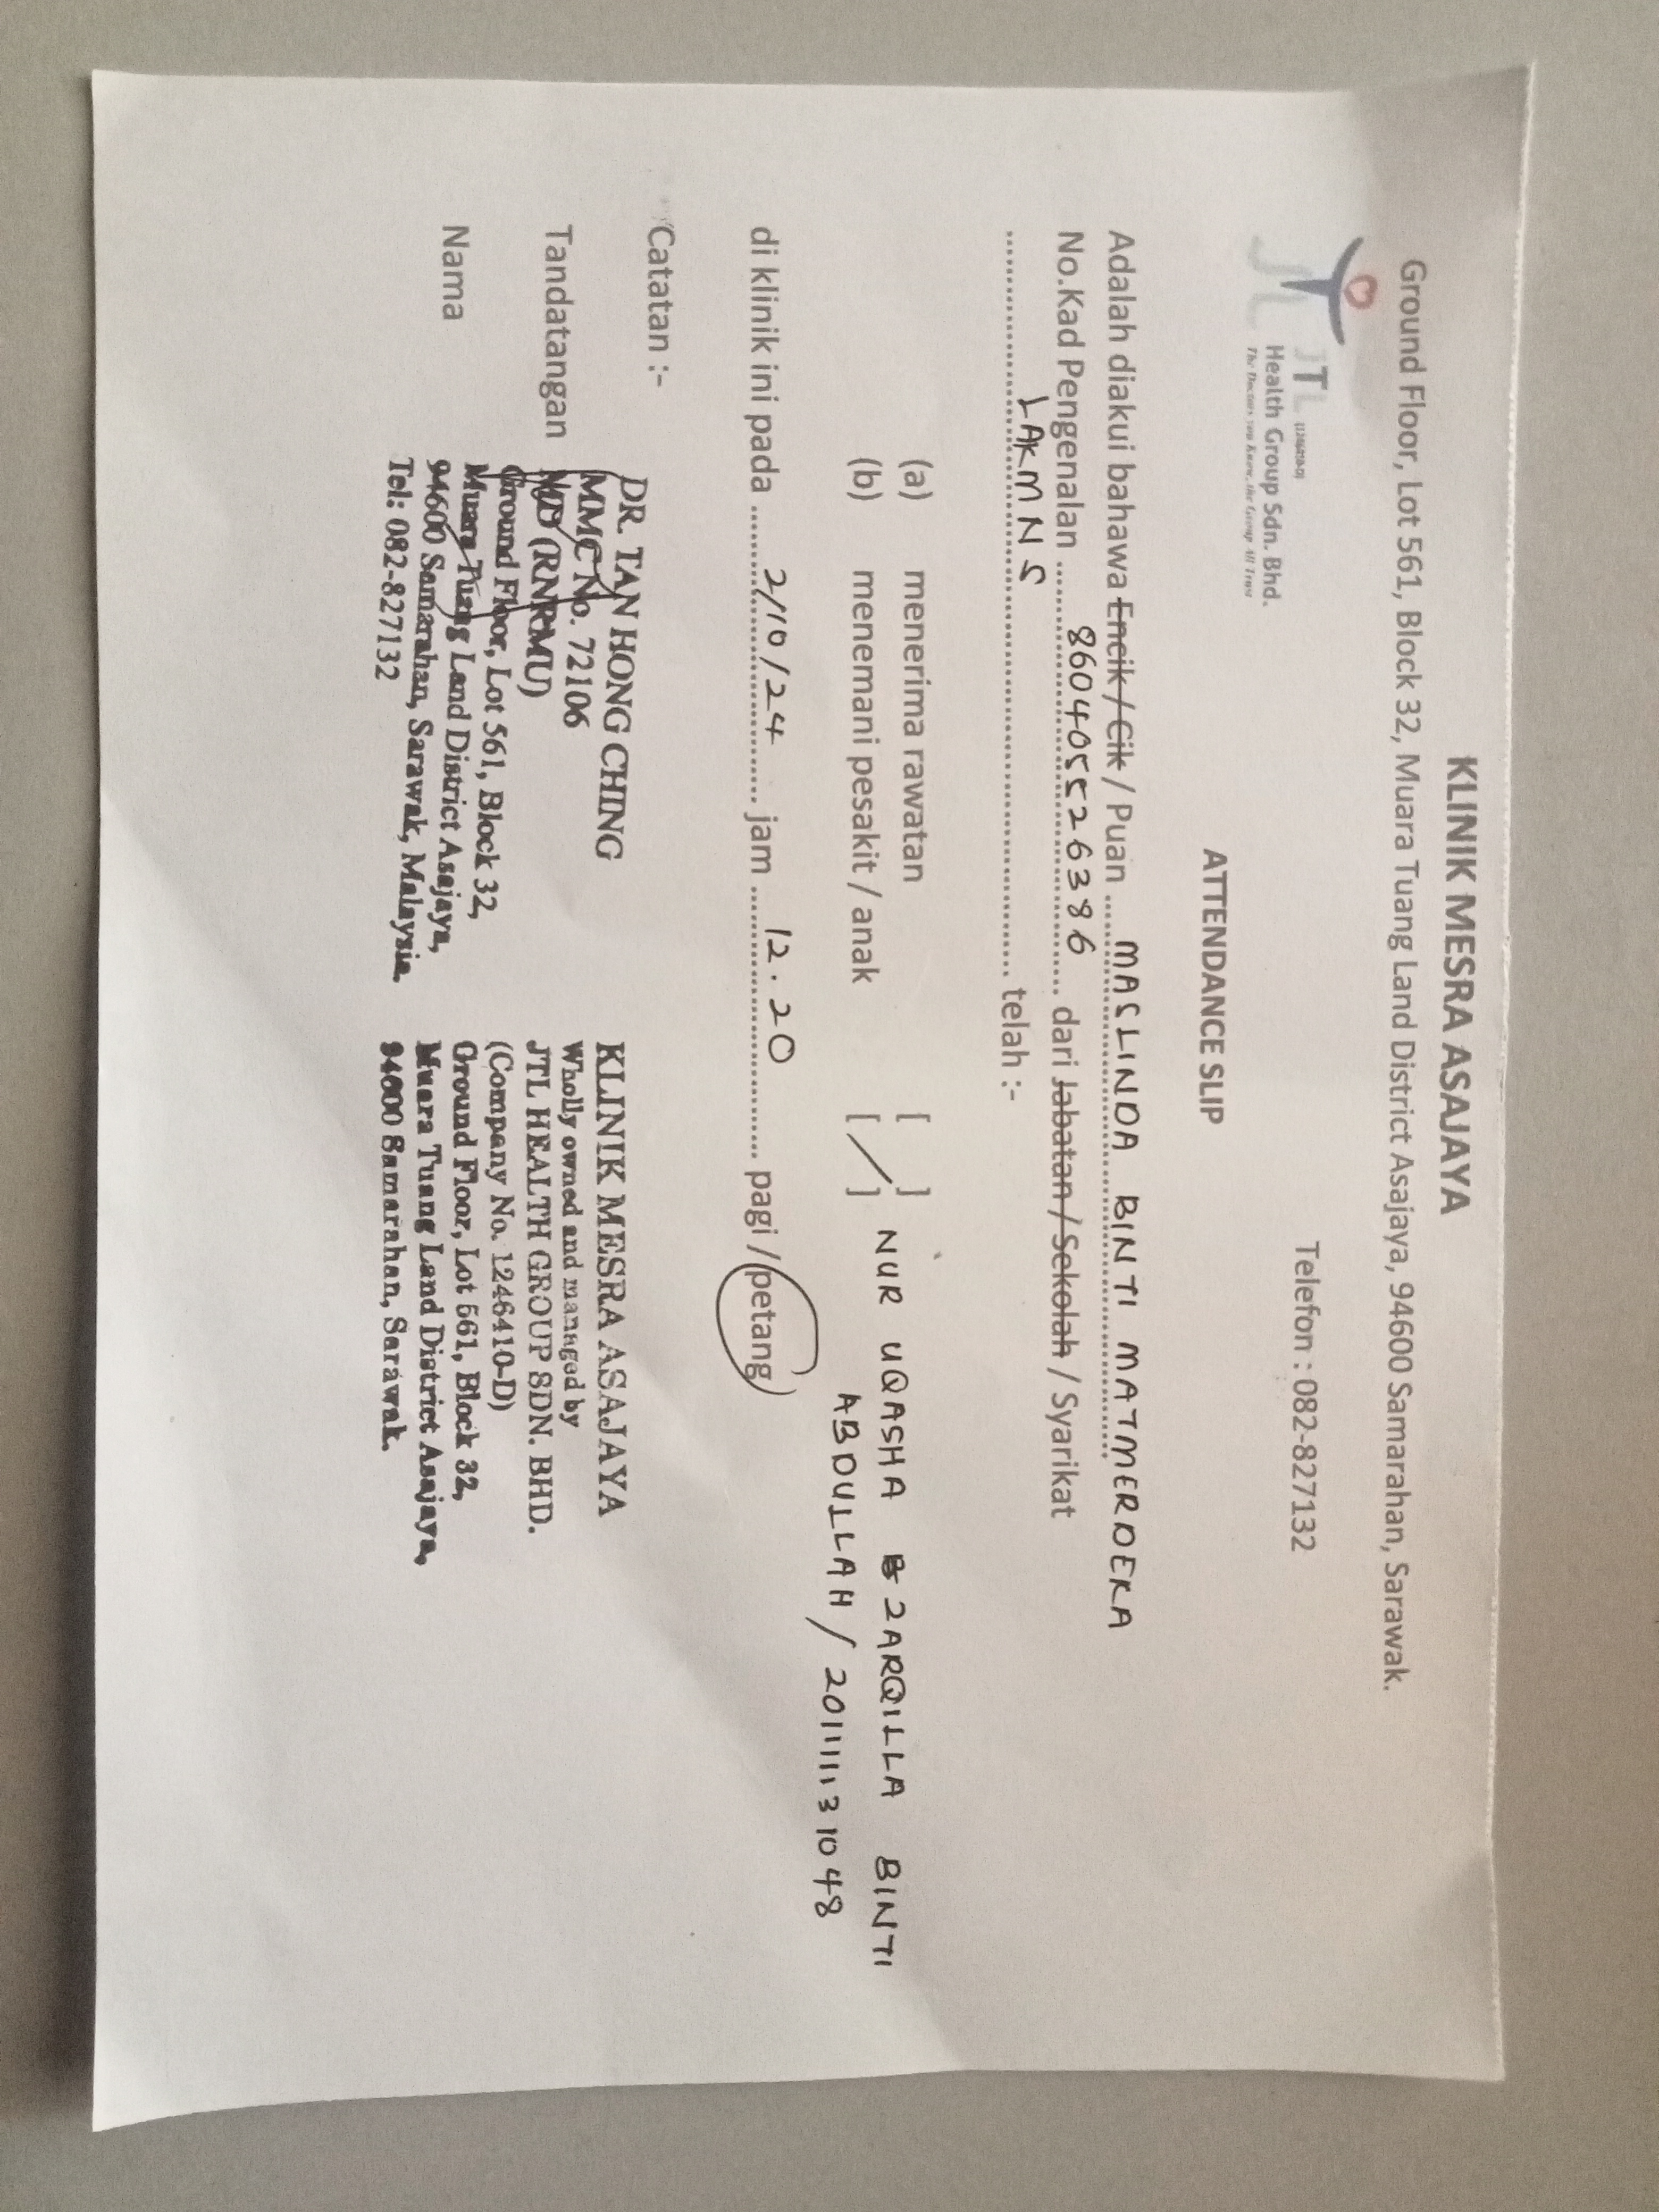 KLINIK MESRA ASAJAYA
Ground Floor, Lot 561, Block 32, Muara Tuang Land District Asajaya, 94600 Samarahan, Sarawak.
JTL (1246410-D)
Health Group Sdn. Bhd.
The Doctors you Know, the Group All Trust
Telefon : 082-827132
ATTENDANCE SLIP
Adalah diakui bahawa Encik / Cik / Puan ...... MASLINDA BINTI MATMERDEKA
No.Kad Pengenalan ...... 860405526386 ...... dari Jabatan / Sekolah / Syarikat
...... LAKMNS ...... telah :-
(a) menerima rawatan [ ]
(b) menemani pesakit / anak [ / ] NUR UQASHA ZARQILLA BINTI
ABDULLAH / 201111131048
di klinik ini pada ...... 2/10/24 ...... jam ...... 12.20 ...... pagi / petang
Catatan :-
Tandatangan
Nama
DR. TAN HONG CHING
MMC No. 72106
MD (RNRMU)
Ground Floor, Lot 561, Block 32,
Muara Tuang Land District Asajaya,
94600 Samarahan, Sarawak, Malaysia.
Tel: 082-827132
KLINIK MESRA ASAJAYA
Wholly owned and managed by
JTL HEALTH GROUP SDN. BHD.
(Company No. 1246410-D)
Ground Floor, Lot 561, Block 32,
Muara Tuang Land District Asajaya,
94600 Samarahan, Sarawak.